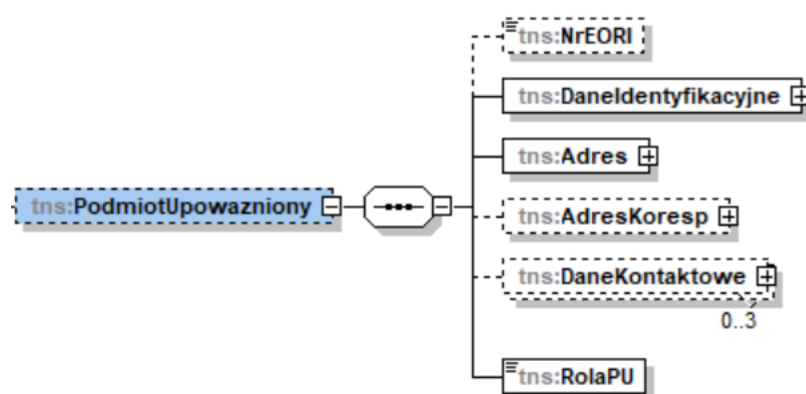 tns:NrEORI
tns:DaneIdentyfikacyjne
tns:Adres
tns:PodmiotUpowazniony
tns:AdresKoresp
tns:DaneKontaktowe
0..3
tns:RolaPU